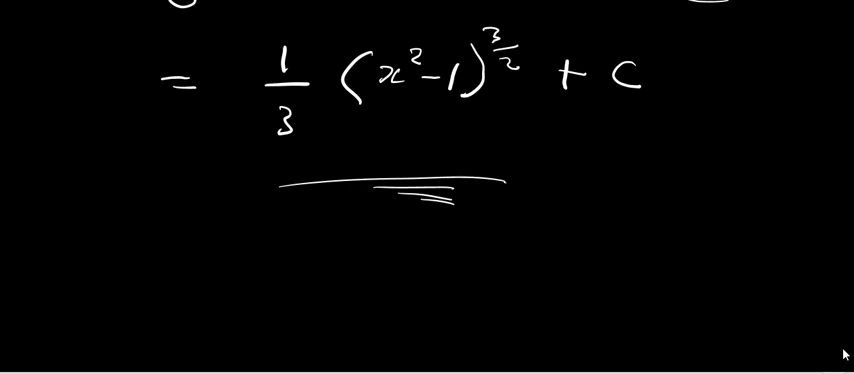 = 1/3 (x²-1)^3/2 + C